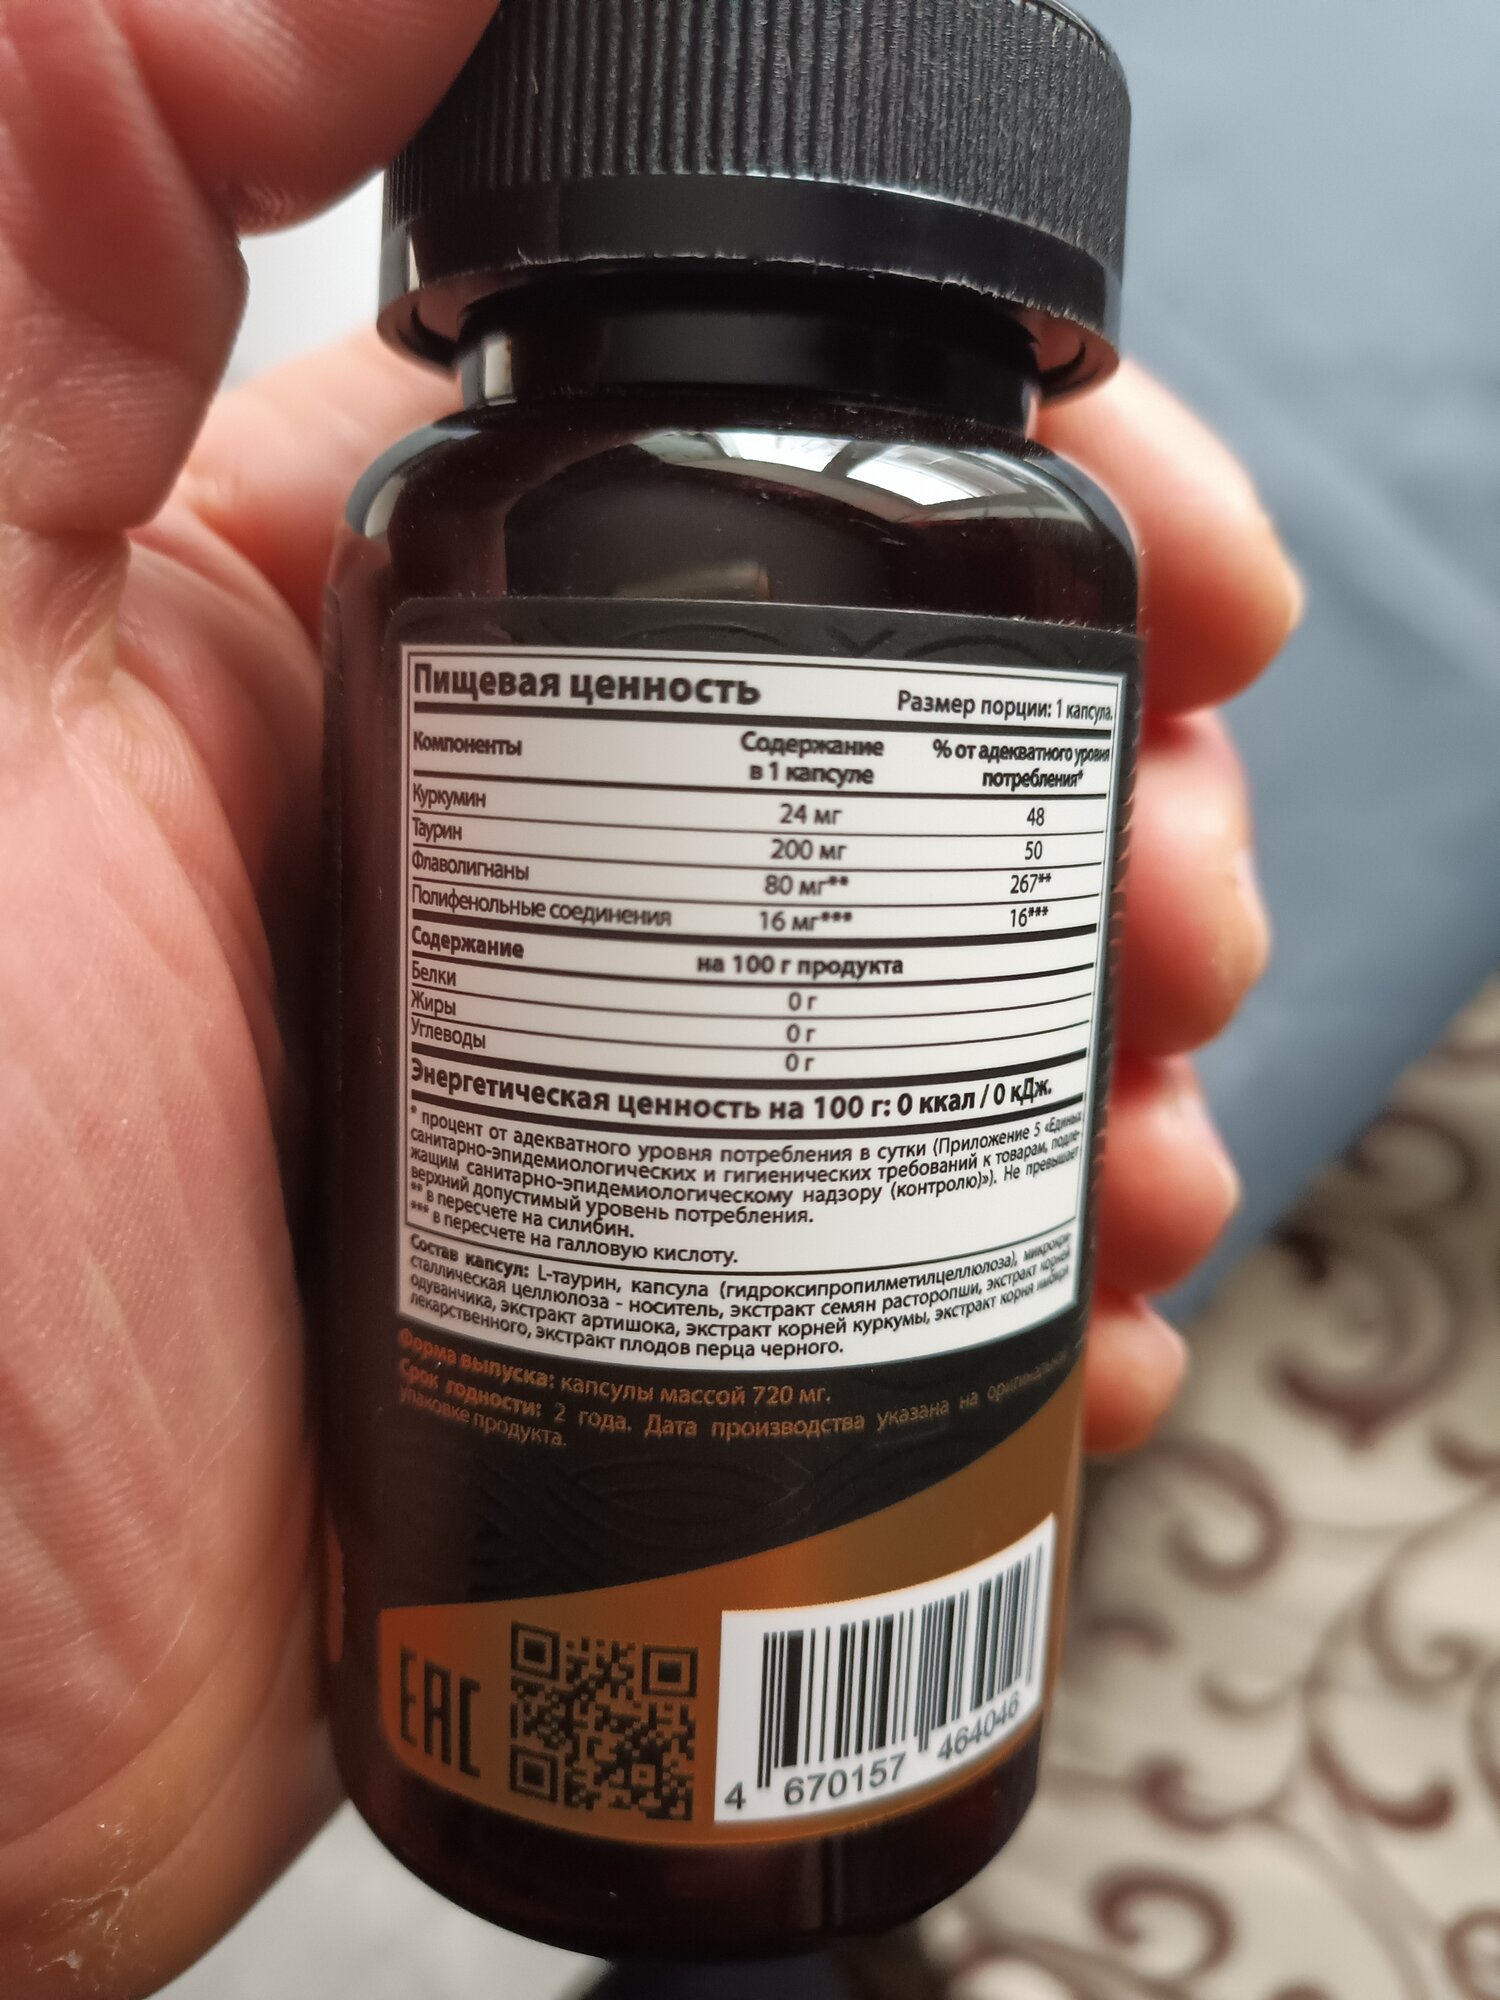 Пищевая ценность
Размер порции: 1 капсула.
Компоненты Содержание в 1 капсуле % от адекватного уровня потребления*
Куркумин 24 мг 48
Таурин 200 мг 50
Флаволигнаны 80 мг** 267**
Полифенольные соединения 16 мг*** 16***
Содержание на 100 г продукта
Белки 0 г
Жиры 0 г
Углеводы 0 г
Энергетическая ценность на 100 г: 0 ккал / 0 кДж.
* процент от адекватного уровня потребления в сутки (Приложение 5 «Единых
санитарно-эпидемиологических и гигиенических требований к товарам, подле-
жащим санитарно-эпидемиологическому надзору (контролю)»). Не превышает
верхний допустимый уровень потребления.
** в пересчете на силибин.
*** в пересчете на галловую кислоту.
Состав капсул: L-таурин, капсула (гидроксипропилметилцеллюлоза), микрокри-
сталлическая целлюлоза - носитель, экстракт семян расторопши, экстракт корней
одуванчика, экстракт артишока, экстракт корней куркумы, экстракт корня имбиря
лекарственного, экстракт плодов перца черного.
Форма выпуска: капсулы массой 720 мг.
Срок годности: 2 года. Дата производства указана на оригинальной
упаковке продукта.
EAC
4 670157 464046